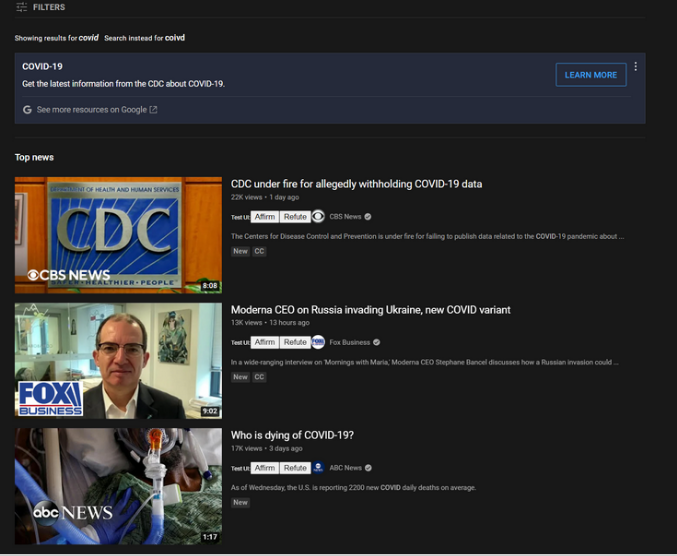 FILTERS
Showing results for covid Search instead for coivd
COVID-19
Get the latest information from the CDC about COVID-19.
LEARN MORE
G See more resources on Google
Top news
DEPARTMENT OF HEALTH AND HUMAN SERVICES
CDC
CBS NEWS
SAFER•HEALTHIER•PEOPLE
8:08
CDC under fire for allegedly withholding COVID-19 data
22K views • 1 day ago
Test UI: Affirm Refute CBS News
The Centers for Disease Control and Prevention is under fire for failing to publish data related to the COVID-19 pandemic about ...
New CC
FOX
BUSINESS
9:02
Moderna CEO on Russia invading Ukraine, new COVID variant
13K views • 13 hours ago
Test UI: Affirm Refute Fox Business
In a wide-ranging interview on 'Mornings with Maria,' Moderna CEO Stephane Bancel discusses how a Russian invasion could ...
New CC
abc NEWS
1:17
Who is dying of COVID-19?
17K views • 3 days ago
Test UI: Affirm Refute ABC News
As of Wednesday, the U.S. is reporting 2200 new COVID daily deaths on average.
New